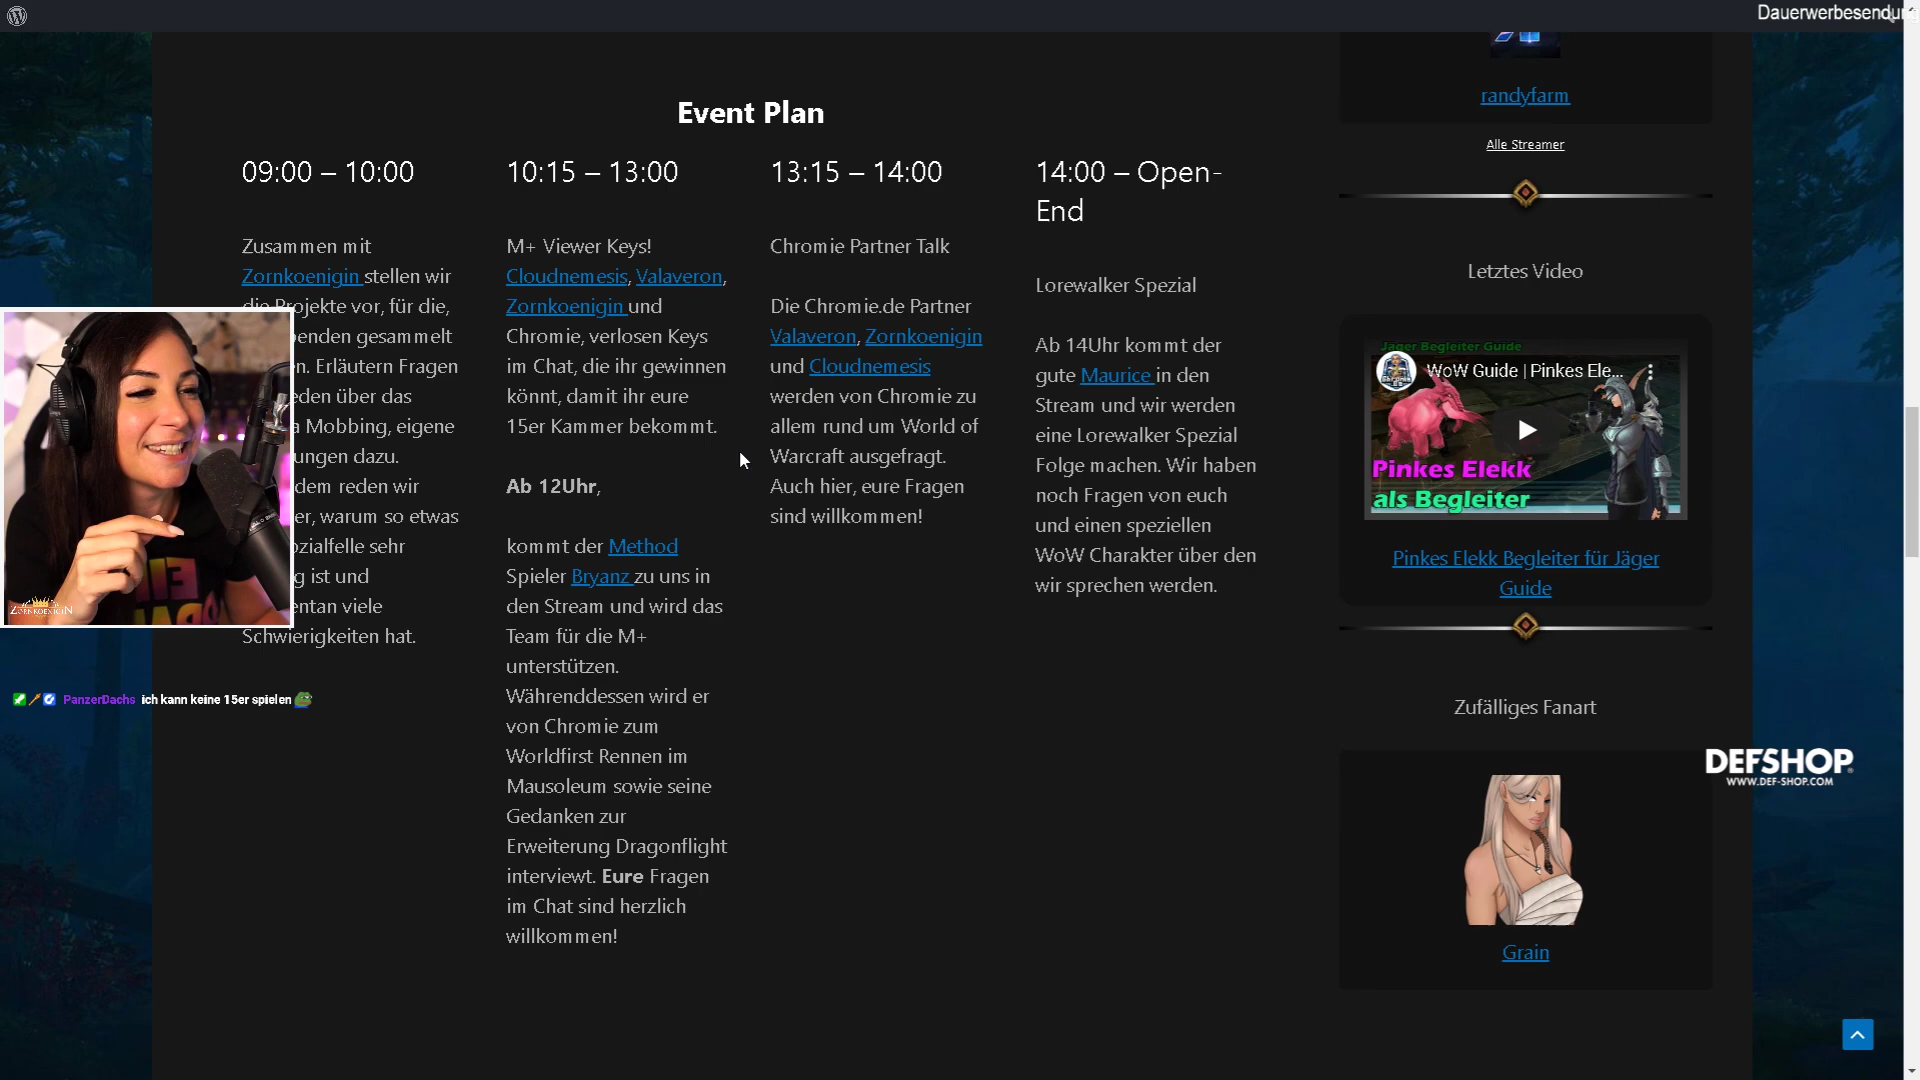 Dauerwerbesendun
Event Plan
09:00 – 10:00
Zusammen mit
Zornkoenigin stellen wir
die Projekte vor, für die,
gesammelt
Erläutern Fragen
über das
Mobbing, eigene
dazu.
reden wir
warum so etwas
sehr
ist und
viele
Schwierigkeiten hat.
10:15 – 13:00
M+ Viewer Keys!
Cloudnemesis, Valaveron,
Zornkoenigin und
Chromie, verlosen Keys
im Chat, die ihr gewinnen
könnt, damit ihr eure
15er Kammer bekommt.
Ab 12Uhr,
kommt der Method
Spieler Bryanz zu uns in
den Stream und wird das
Team für die M+
unterstützen.
Währenddessen wird er
von Chromie zum
Worldfirst Rennen im
Mausoleum sowie seine
Gedanken zur
Erweiterung Dragonflight
interviewt. Eure Fragen
im Chat sind herzlich
willkommen!
13:15 – 14:00
Chromie Partner Talk
Die Chromie.de Partner
Valaveron, Zornkoenigin
und Cloudnemesis
werden von Chromie zu
allem rund um World of
Warcraft ausgefragt.
Auch hier, eure Fragen
sind willkommen!
14:00 – Open-
End
Lorewalker Spezial
Ab 14Uhr kommt der
gute Maurice in den
Stream und wir werden
eine Lorewalker Spezial
Folge machen. Wir haben
noch Fragen von euch
und einen speziellen
WoW Charakter über den
wir sprechen werden.
randyfarm
Alle Streamer
Letztes Video
Jäger Begleiter Guide
WoW Guide | Pinkes Ele...
Pinkes Elekk
als Begleiter
Pinkes Elekk Begleiter für Jäger
Guide
Zufälliges Fanart
DEFSHOP
WWW.DEF-SHOP.COM
Grain
ZORNKOENIGIN
PanzerDachs ich kann keine 15er spielen